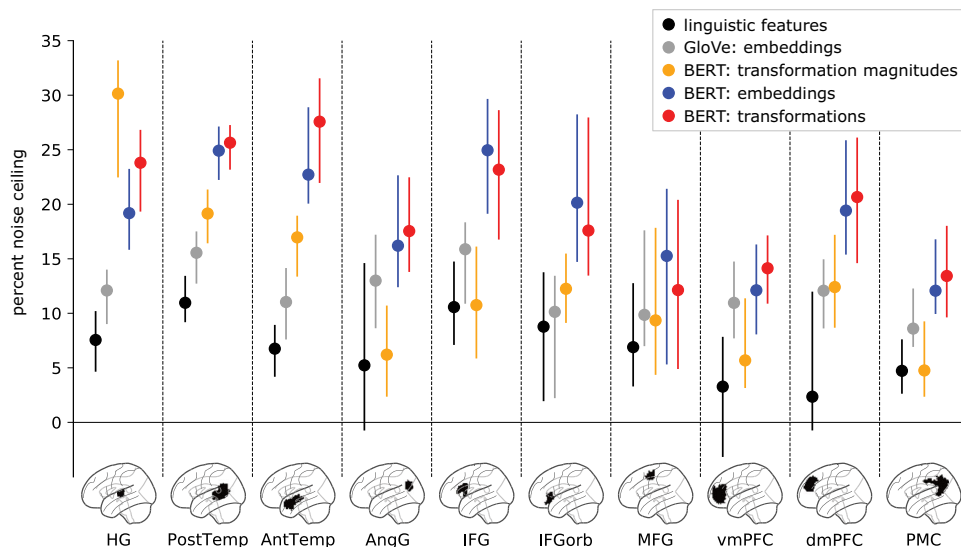 linguistic features
GloVe: embeddings
BERT: transformation magnitudes
BERT: embeddings
BERT: transformations
percent noise ceiling
35
30
25
20
15
10
5
0
HG PostTemp AntTemp AngG IFG IFGorb MFG vmPFC dmPFC PMC